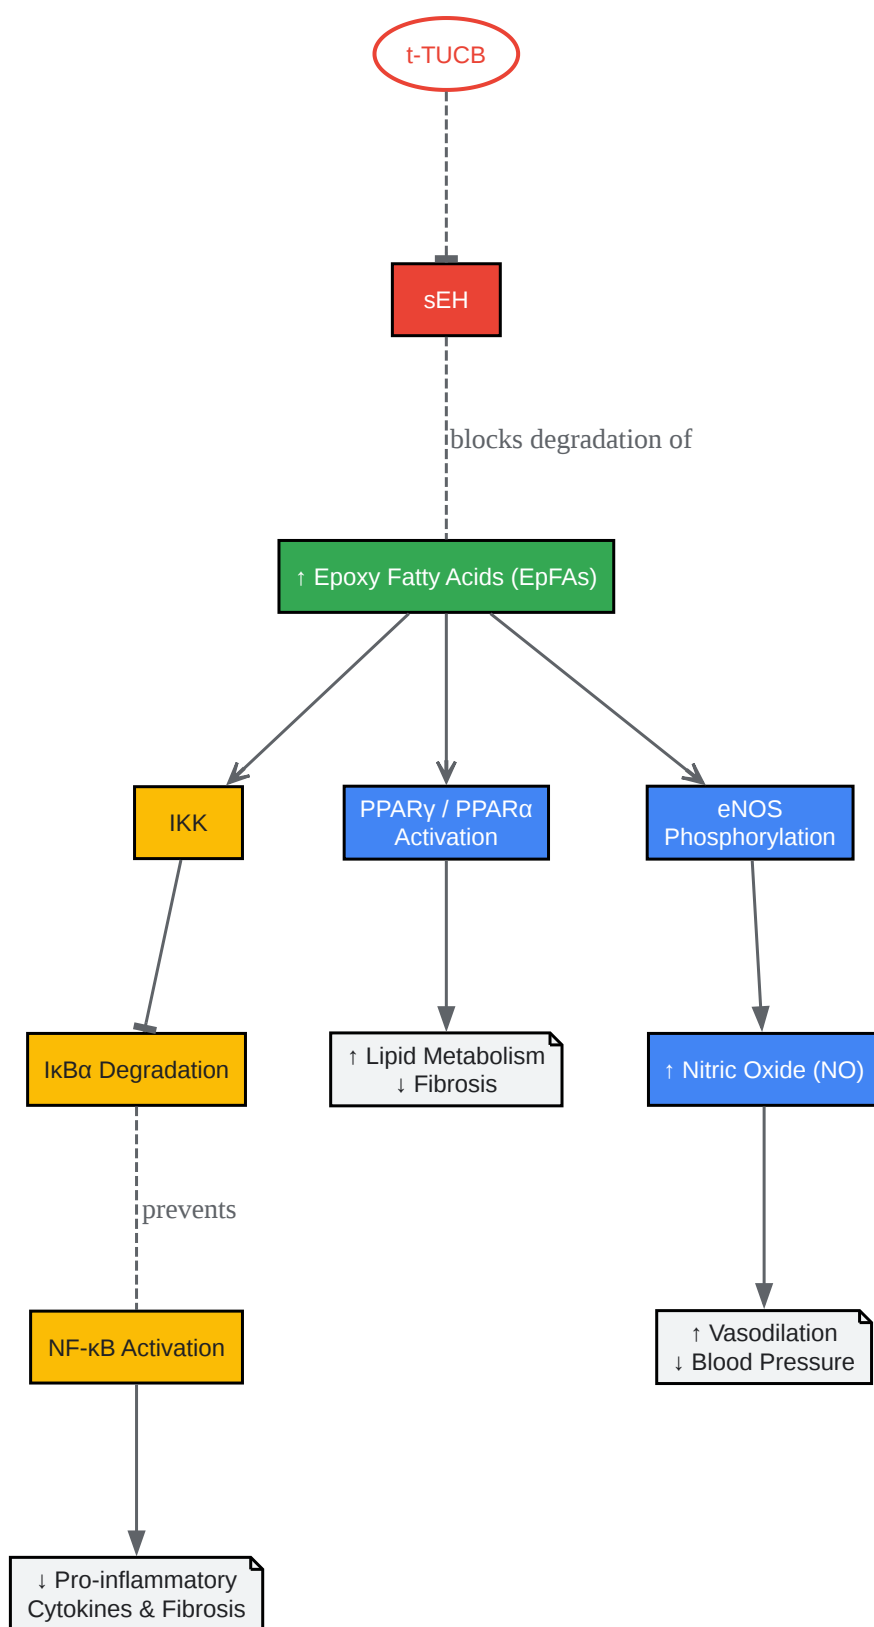 t-TUCB
sEH
blocks degradation of
↑ Epoxy Fatty Acids (EpFAs)
IKK
PPARγ / PPARα
Activation
eNOS
Phosphorylation
IκBα Degradation
↑ Lipid Metabolism
↓ Fibrosis
↑ Nitric Oxide (NO)
prevents
NF-κB Activation
↑ Vasodilation
↓ Blood Pressure
↓ Pro-inflammatory
Cytokines & Fibrosis